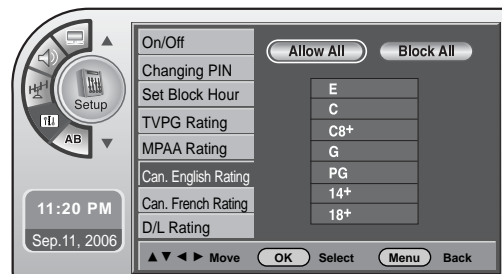 Setup
AB
11:20 PM
Sep.11, 2006
On/Off
Changing PIN
Set Block Hour
TVPG Rating
MPAA Rating
Can. English Rating
Can. French Rating
D/L Rating
Allow All
Block All
E
C
C8+
G
PG
14+
18+
▲▼◄► Move
OK Select
Menu Back